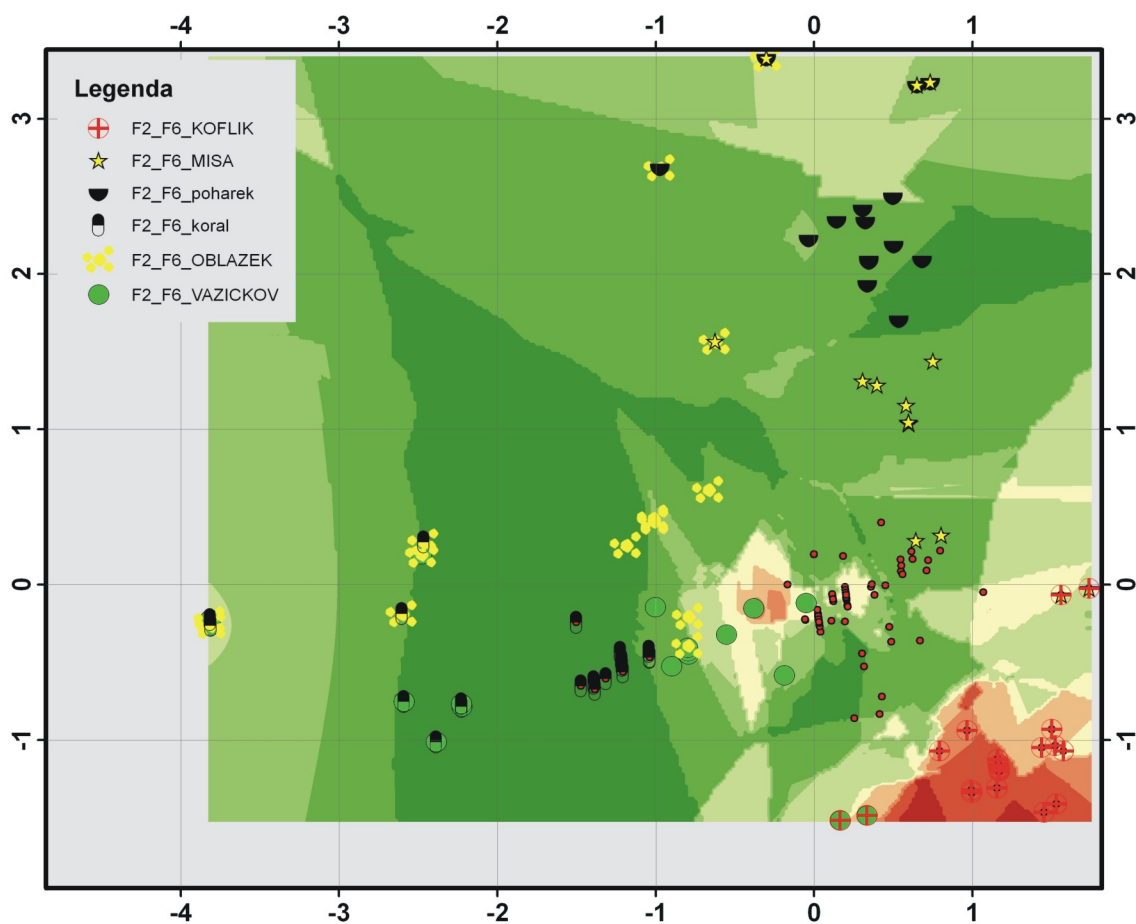 -4 -3 -2 -1 0 1
Legenda
F2_F6_KOFLIK
F2_F6_MISA
F2_F6_poharek
F2_F6_koral
F2_F6_OBLAZEK
F2_F6_VAZICKOV
3
2
1
0
-1
3
2
1
0
-1
-4 -3 -2 -1 0 1